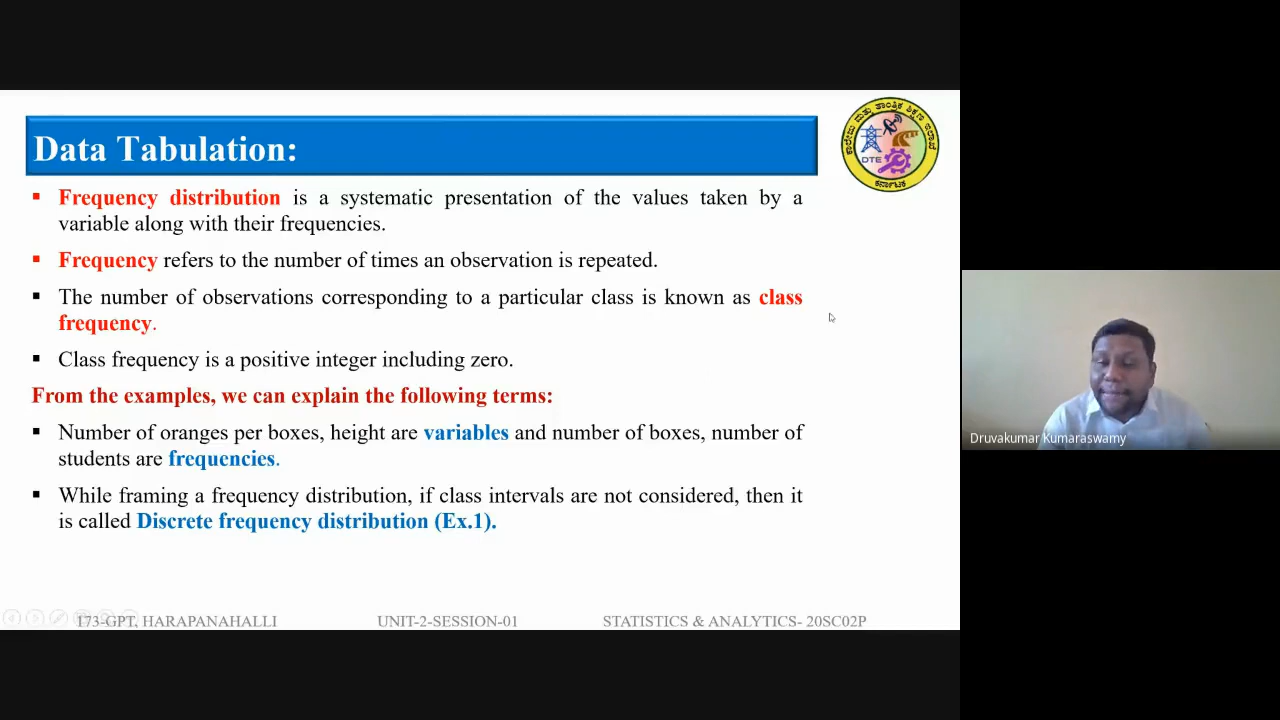 Data Tabulation:
ಕಾಲೇಜು ಮತ್ತು ತಾಂತ್ರಿಕ ಶಿಕ್ಷಣ ಇಲಾಖೆ
DTE
ಕರ್ನಾಟಕ
▪ Frequency distribution is a systematic presentation of the values taken by a
variable along with their frequencies.
▪ Frequency refers to the number of times an observation is repeated.
▪ The number of observations corresponding to a particular class is known as class
frequency.
▪ Class frequency is a positive integer including zero.
From the examples, we can explain the following terms:
▪ Number of oranges per boxes, height are variables and number of boxes, number of
students are frequencies.
▪ While framing a frequency distribution, if class intervals are not considered, then it
is called Discrete frequency distribution (Ex.1).
173-GPT, HARAPANAHALLI UNIT-2-SESSION-01 STATISTICS & ANALYTICS- 20SC02P
Druvakumar Kumaraswamy